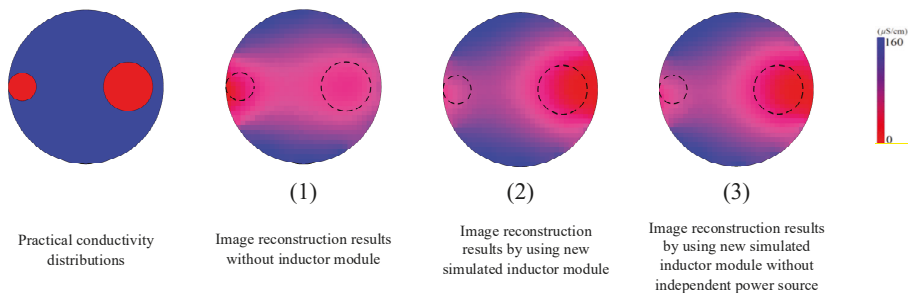 (μS/cm)
160
0
(1)
(2)
(3)
Practical conductivity
distributions
Image reconstruction results
without inductor module
Image reconstruction
results by using new
simulated inductor module
Image reconstruction results
by using new simulated
inductor module without
independent power source